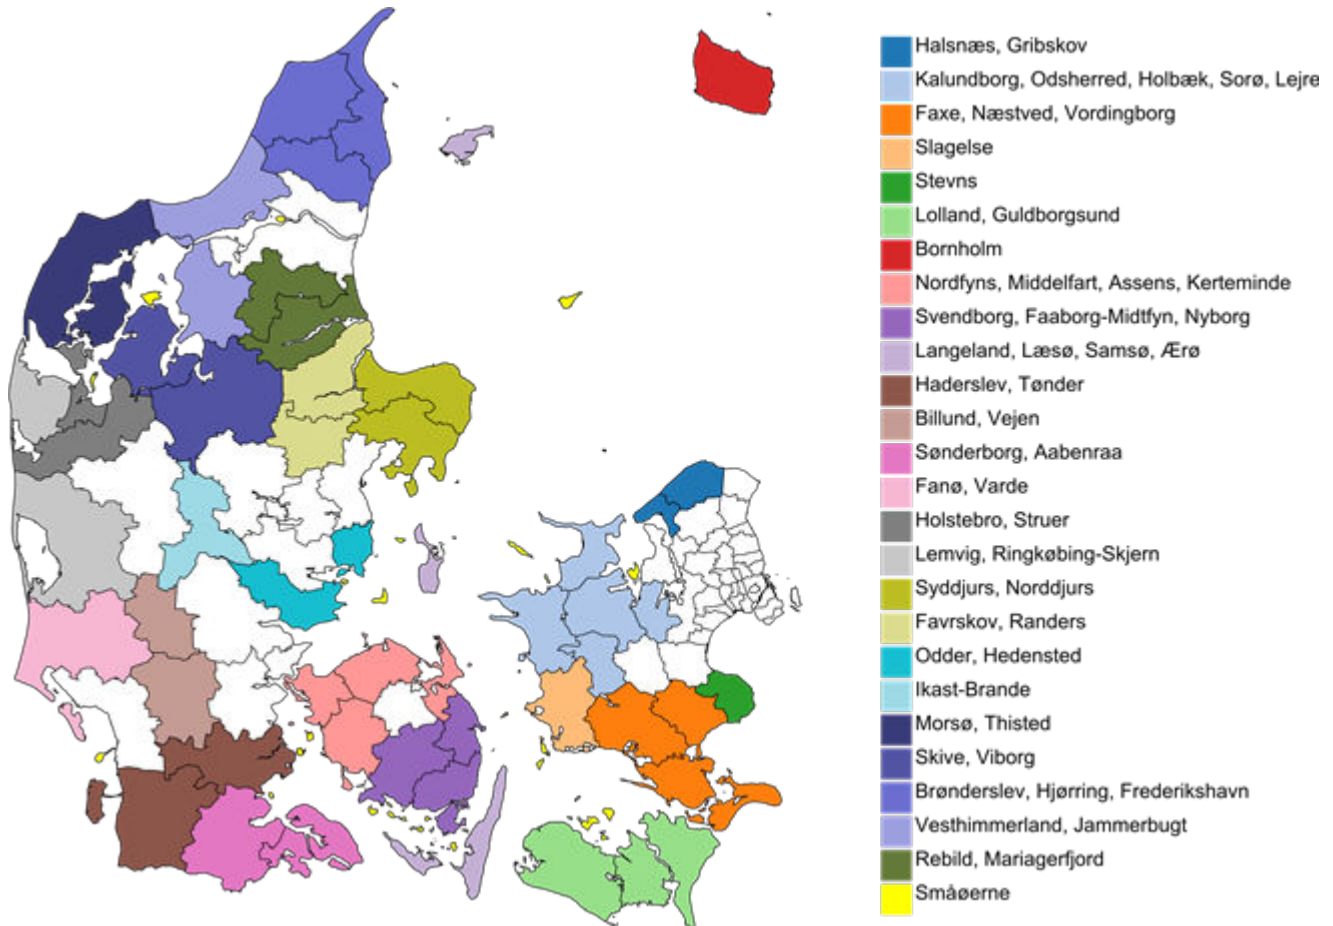 Halsnæs, Gribskov
Kalundborg, Odsherred, Holbæk, Sorø, Lejre
Faxe, Næstved, Vordingborg
Slagelse
Stevns
Lolland, Guldborgsund
Bornholm
Nordfyns, Middelfart, Assens, Kerteminde
Svendborg, Faaborg-Midtfyn, Nyborg
Langeland, Læsø, Samsø, Ærø
Haderslev, Tønder
Billund, Vejen
Sønderborg, Aabenraa
Fanø, Varde
Holstebro, Struer
Lemvig, Ringkøbing-Skjern
Syddjurs, Norddjurs
Favrskov, Randers
Odder, Hedensted
Ikast-Brande
Morsø, Thisted
Skive, Viborg
Brønderslev, Hjørring, Frederikshavn
Vesthimmerland, Jammerbugt
Rebild, Mariagerfjord
Småøerne